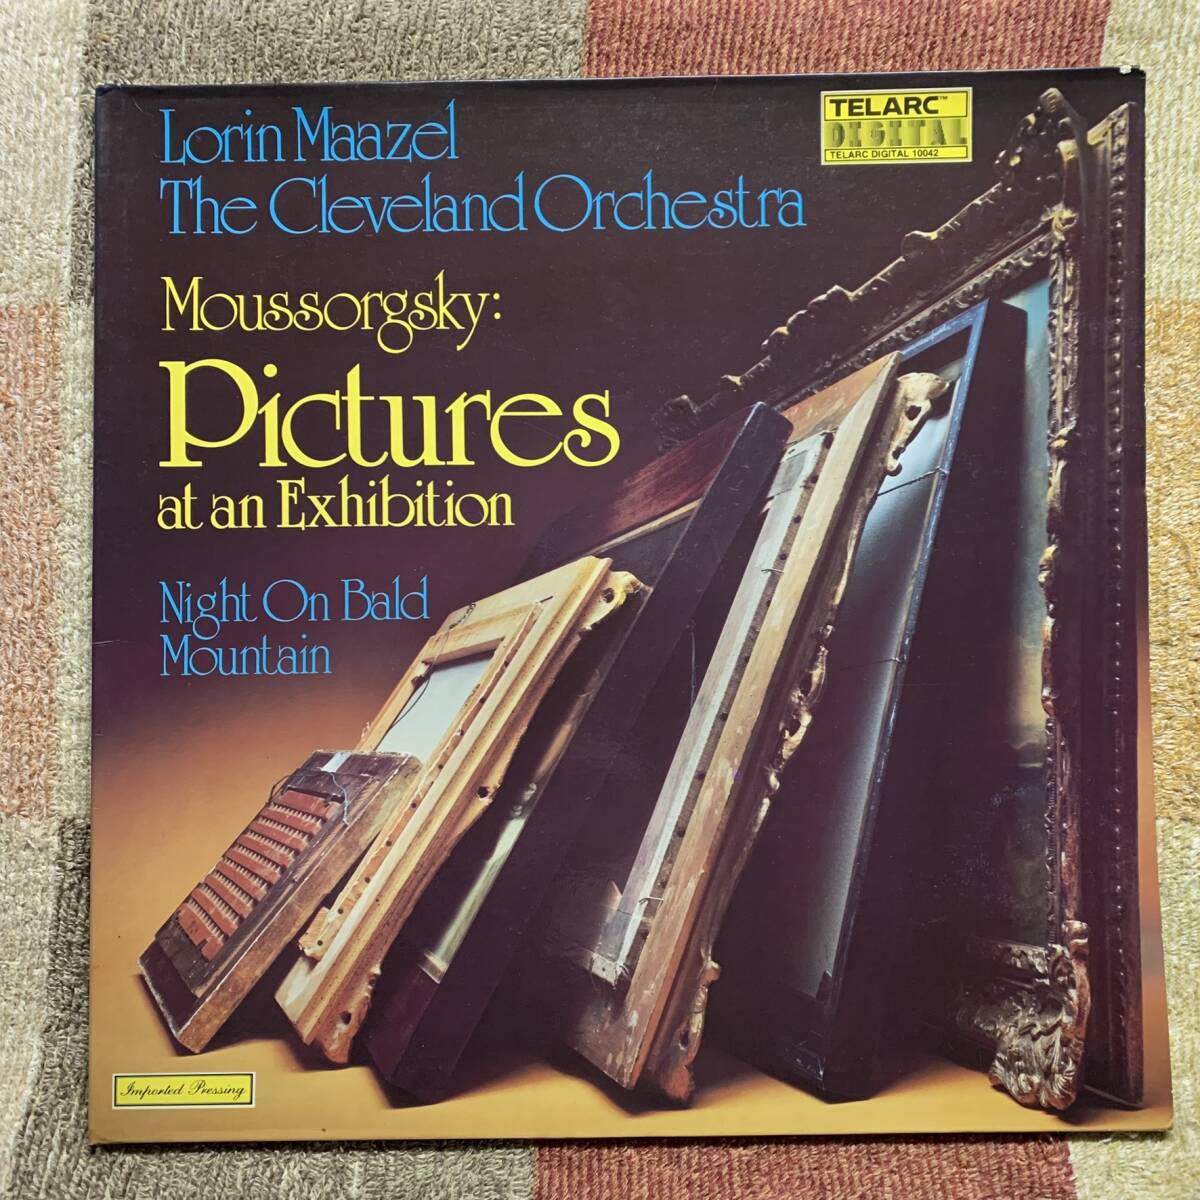 Lorin Maazel
The Cleveland Orchestra
TELARC™
DIGITAL
TELARC DIGITAL 10042
Moussorgsky:
Pictures
at an Exhibition
Night On Bald
Mountain
Imported Pressing